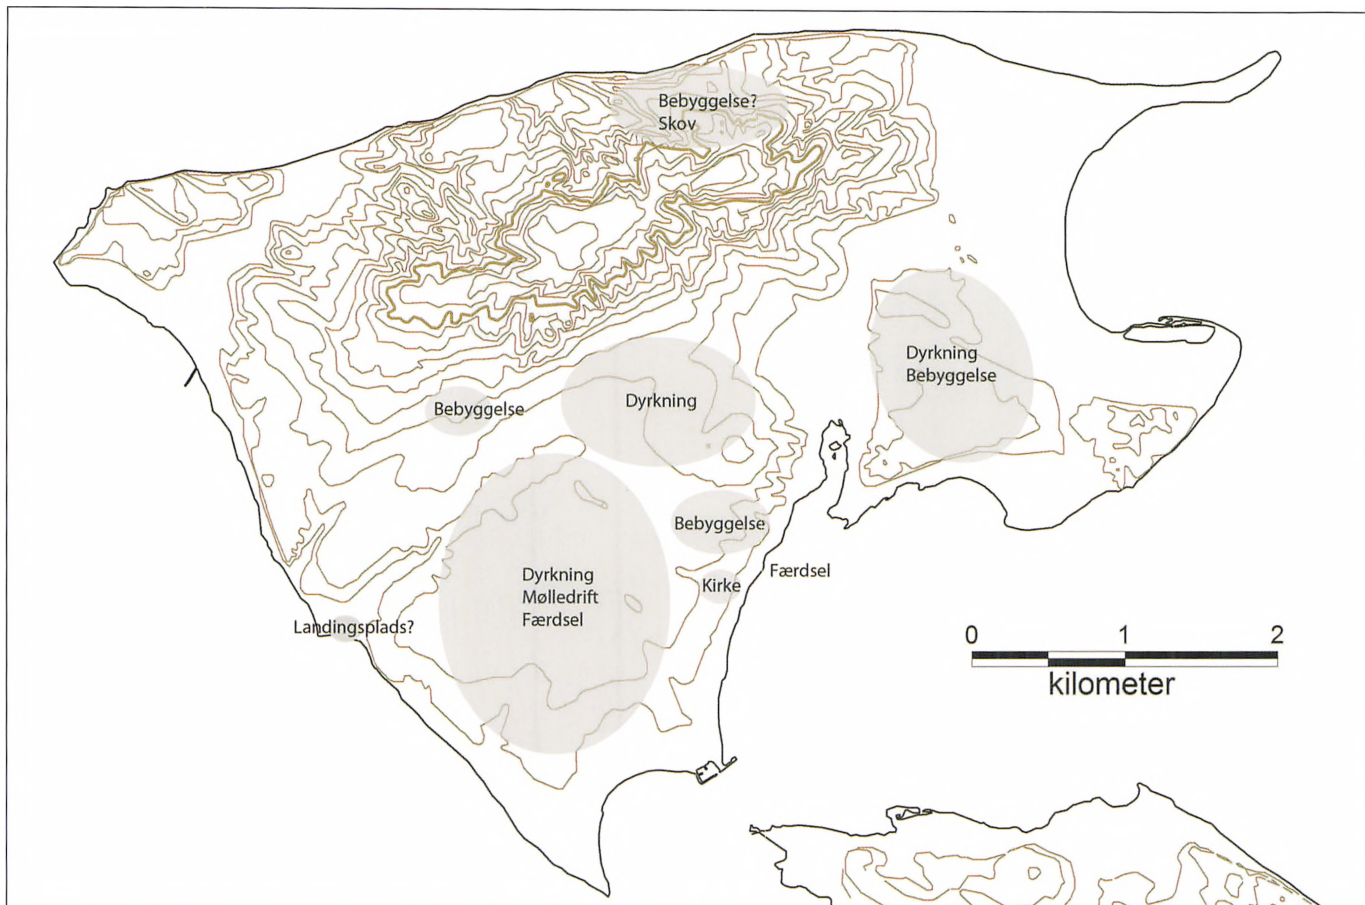 Bebyggelse?
Skov
Dyrkning
Bebyggelse
Bebyggelse
Dyrkning
Bebyggelse
Dyrkning
Mølledrift
Færdsel
Færdsel
Kirke
Landingsplads?
0 1 2
kilometer